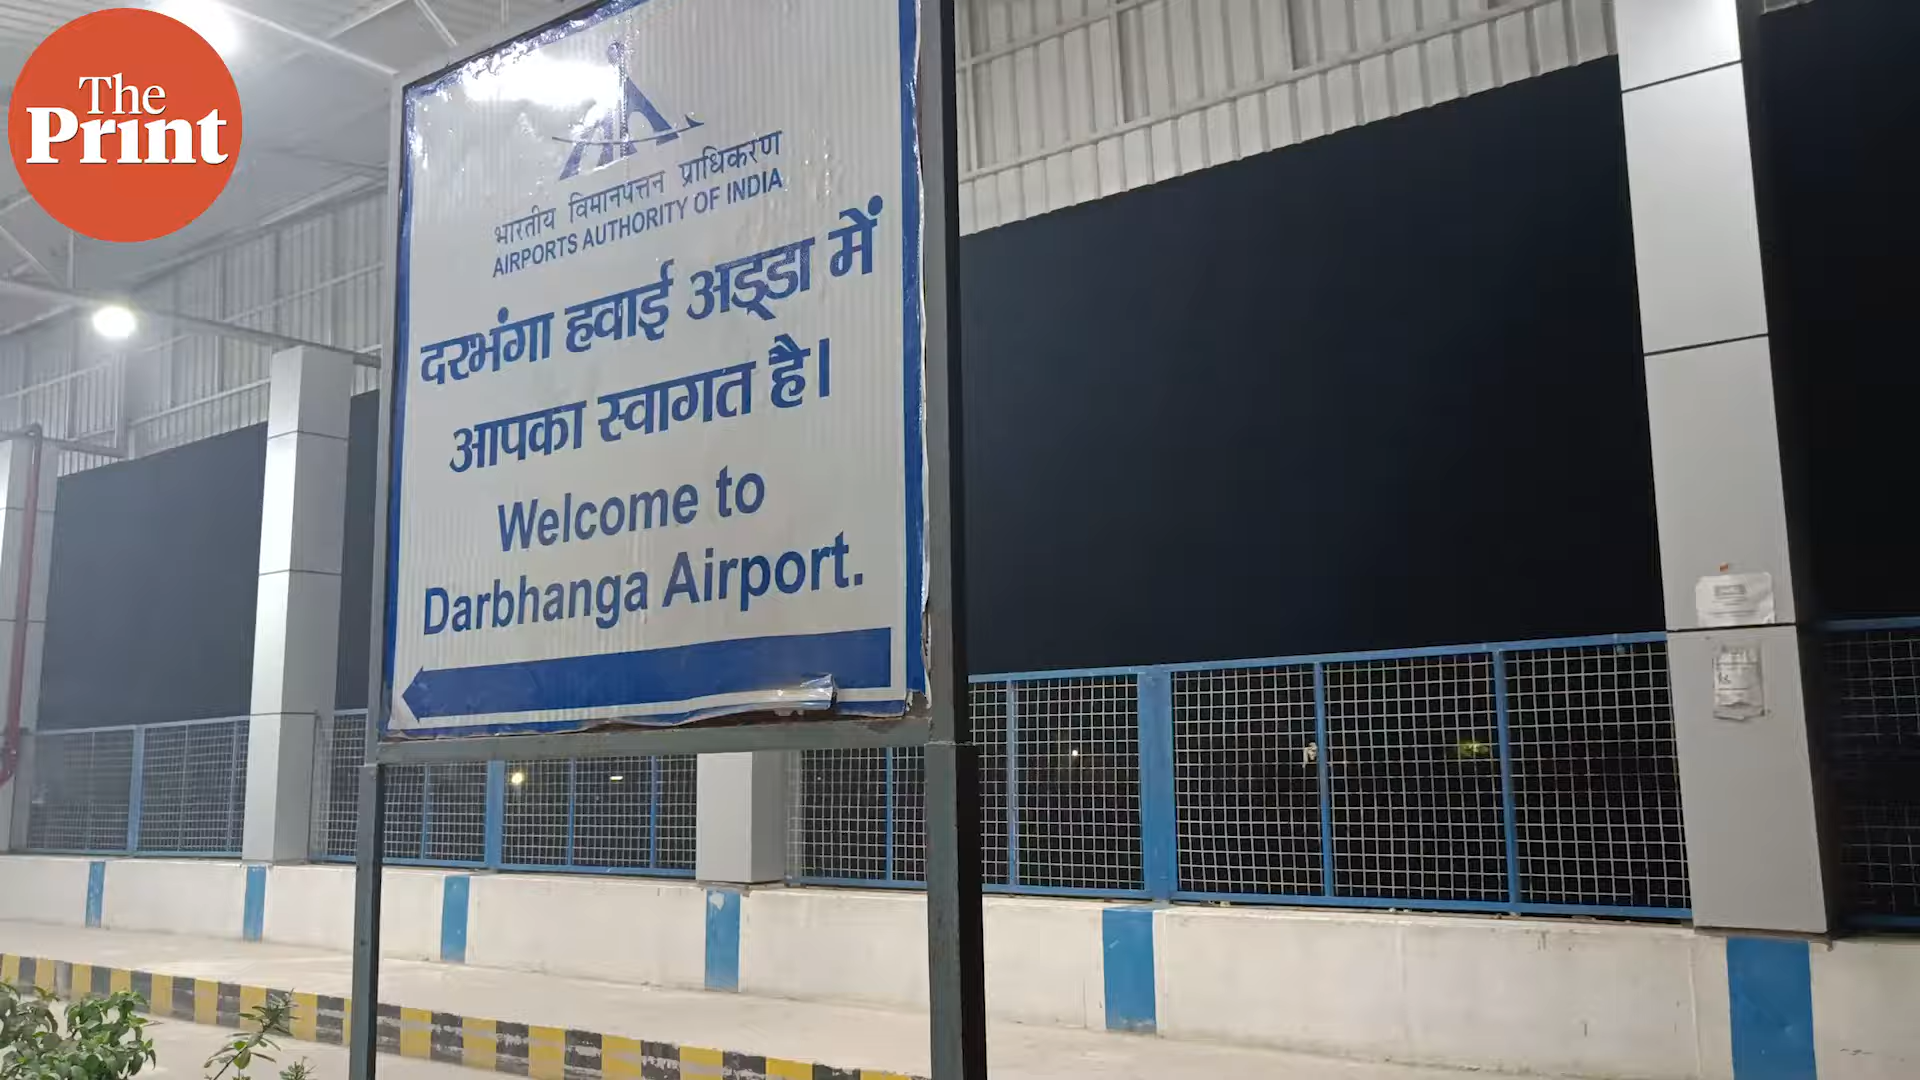 The
Print
भारतीय विमानपत्तन प्राधिकरण
AIRPORTS AUTHORITY OF INDIA
दरभंगा हवाई अड्डा में
आपका स्वागत है।
Welcome to
Darbhanga Airport.